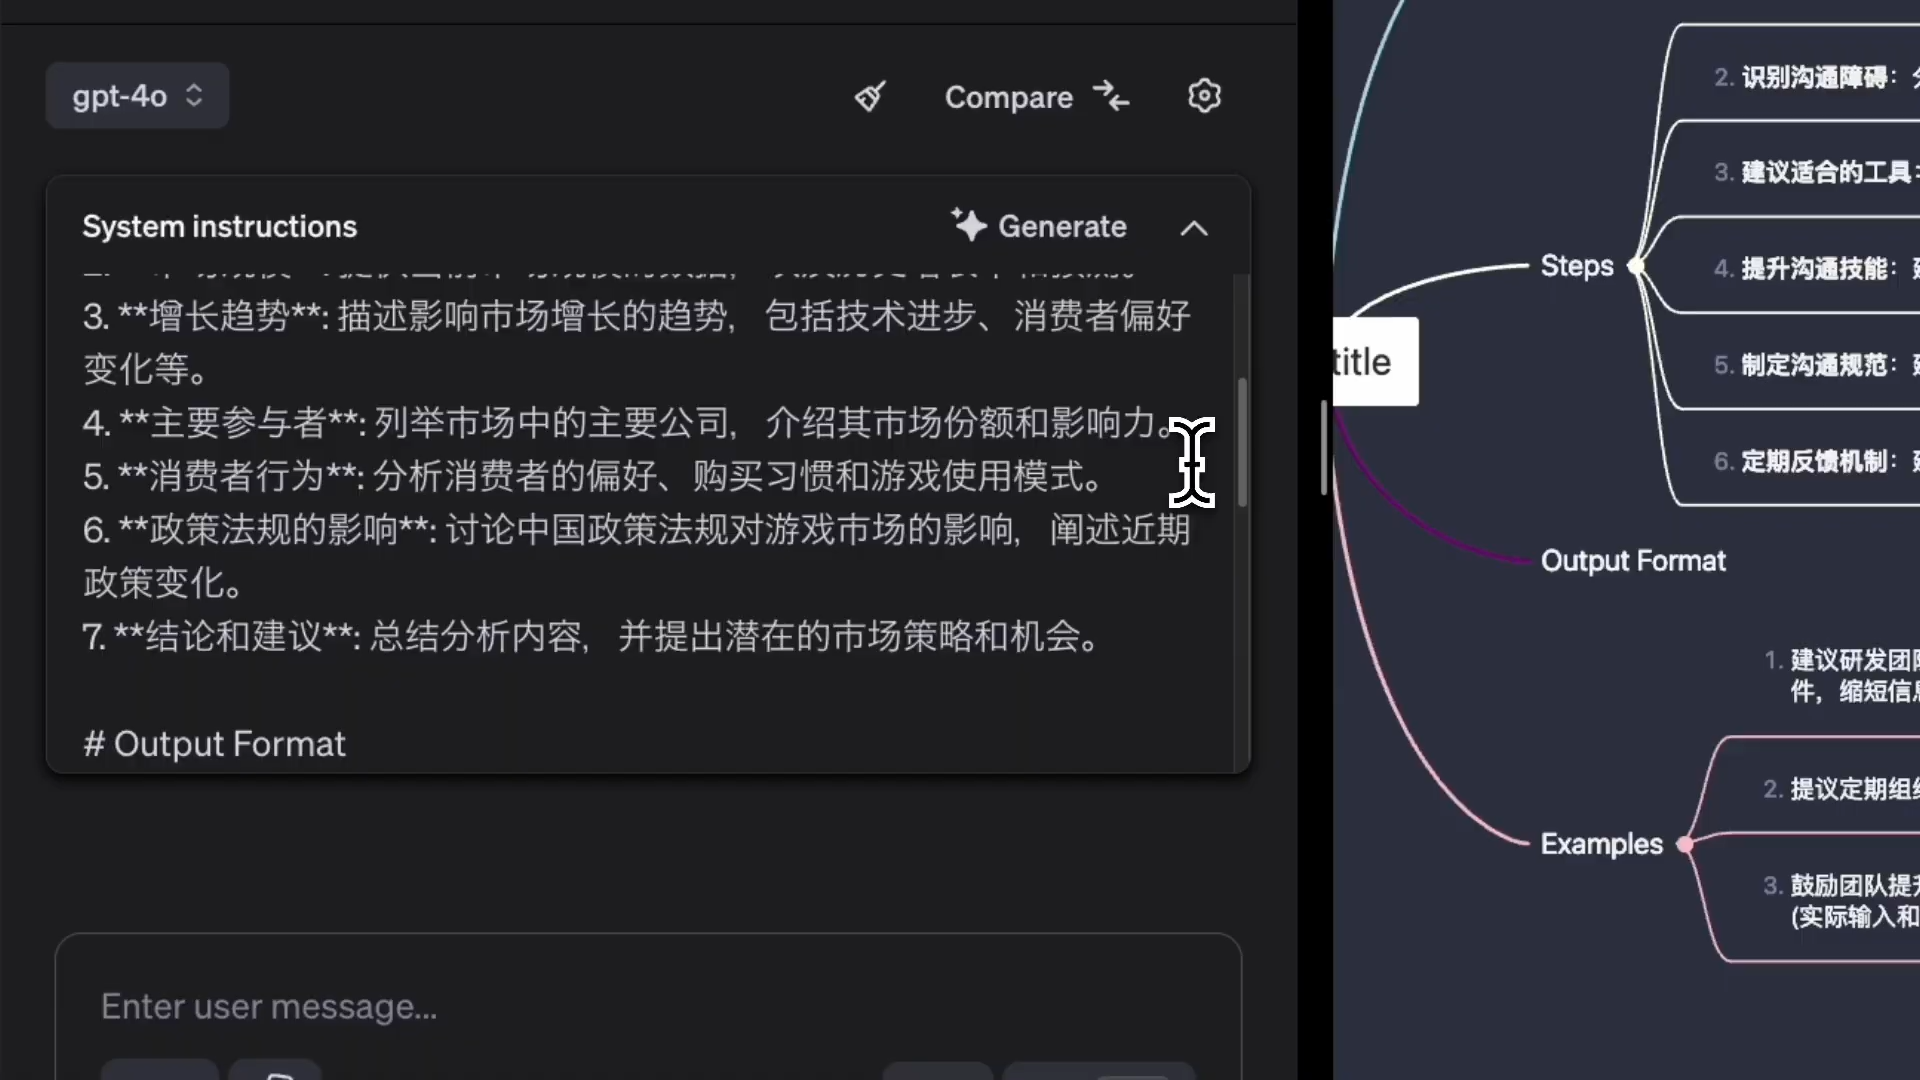 gpt-4o
Compare
System instructions
Generate
3. **增长趋势**: 描述影响市场增长的趋势，包括技术进步、消费者偏好
变化等。
4. **主要参与者**: 列举市场中的主要公司，介绍其市场份额和影响力。
5. **消费者行为**: 分析消费者的偏好、购买习惯和游戏使用模式。
6. **政策法规的影响**: 讨论中国政策法规对游戏市场的影响，阐述近期
政策变化。
7. **结论和建议**: 总结分析内容，并提出潜在的市场策略和机会。
# Output Format
Enter user message...
title
Steps
2. 识别沟通障碍：
3. 建议适合的工具：
4. 提升沟通技能：
5. 制定沟通规范：
6. 定期反馈机制：
Output Format
Examples
1. 建议研发团队
件，缩短信息
2. 提议定期组织
3. 鼓励团队提升
(实际输入和